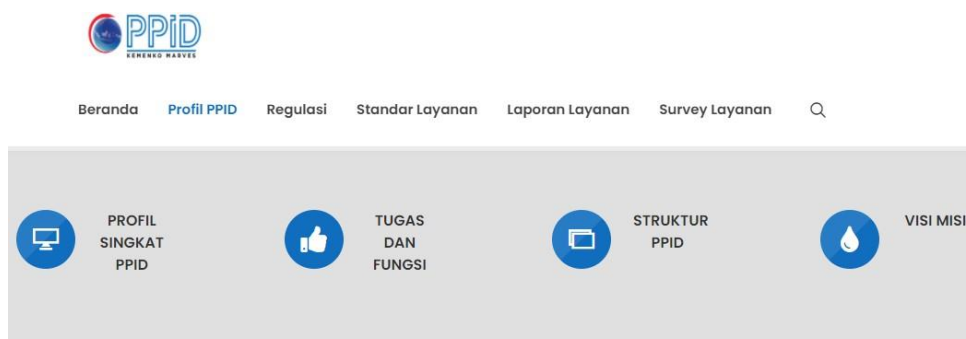 PPID
KEMENKO MARVES
Beranda Profil PPID Regulasi Standar Layanan Laporan Layanan Survey Layanan
PROFIL
SINGKAT
PPID
TUGAS
DAN
FUNGSI
STRUKTUR
PPID
VISI MISI